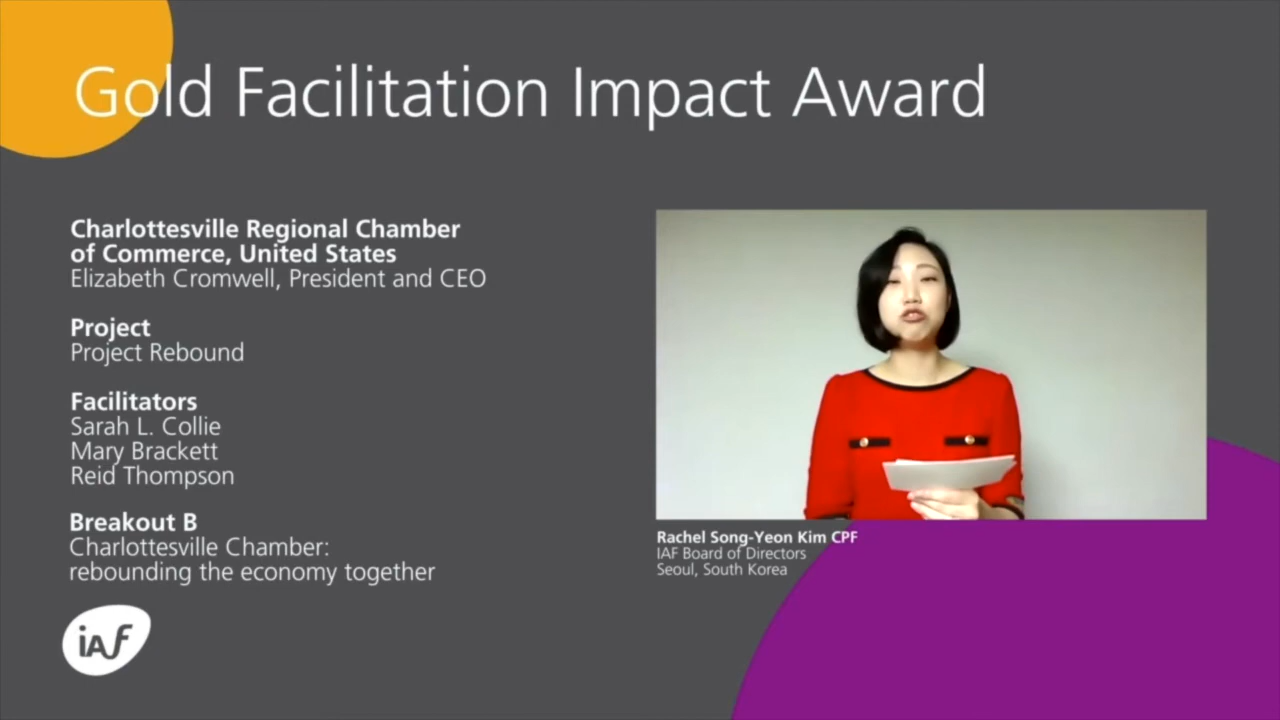 Gold Facilitation Impact Award
Charlottesville Regional Chamber
of Commerce, United States
Elizabeth Cromwell, President and CEO
Project
Project Rebound
Facilitators
Sarah L. Collie
Mary Brackett
Reid Thompson
Breakout B
Charlottesville Chamber:
rebounding the economy together
iAf
Rachel Song-Yeon Kim CPF
IAF Board of Directors
Seoul, South Korea